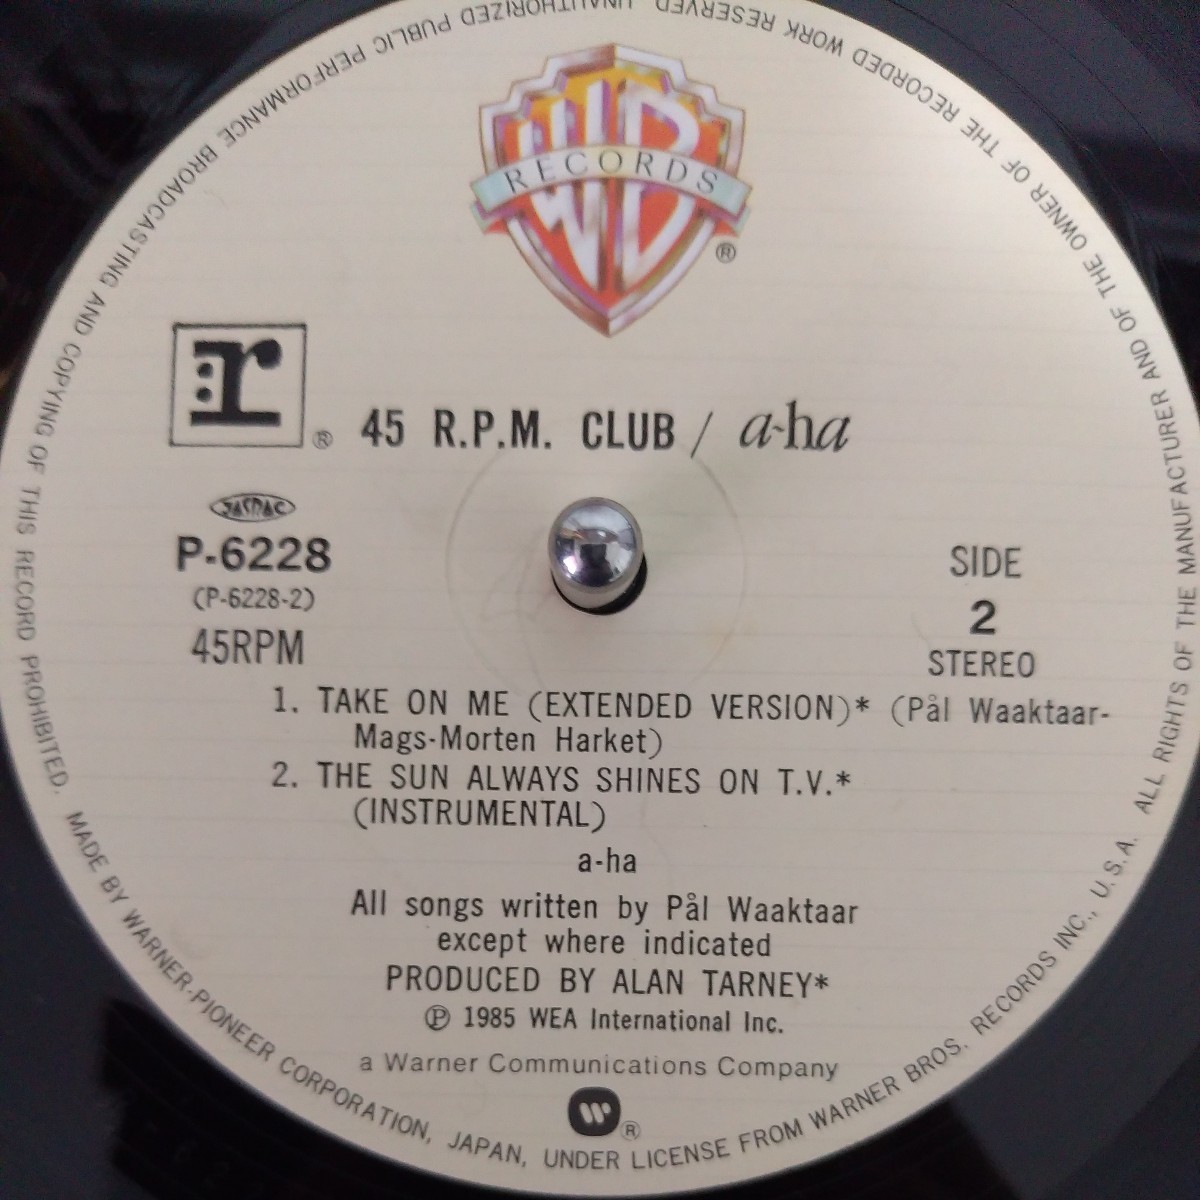 WB
RECORDS
®
r
®
45 R.P.M. CLUB / a-ha
JASRAC
P-6228
(P-6228-2)
45RPM
SIDE
2
STEREO
1. TAKE ON ME (EXTENDED VERSION)* (Pål Waaktaar-
Mags-Morten Harket)
2. THE SUN ALWAYS SHINES ON T.V.*
(INSTRUMENTAL)
a-ha
All songs written by Pål Waaktaar
except where indicated
PRODUCED BY ALAN TARNEY*
Ⓟ 1985 WEA International Inc.
a Warner Communications Company
W
®
MADE BY WARNER-PIONEER CORPORATION, JAPAN, UNDER LICENSE FROM WARNER BROS. RECORDS INC., U.S.A. ALL RIGHTS OF THE MANUFACTURER AND OF THE OWNER OF THE RECORDED WORK RESERVED UNAUTHORIZED PUBLIC PERFORMANCE BROADCASTING AND COPYING OF THIS RECORD PROHIBITED.